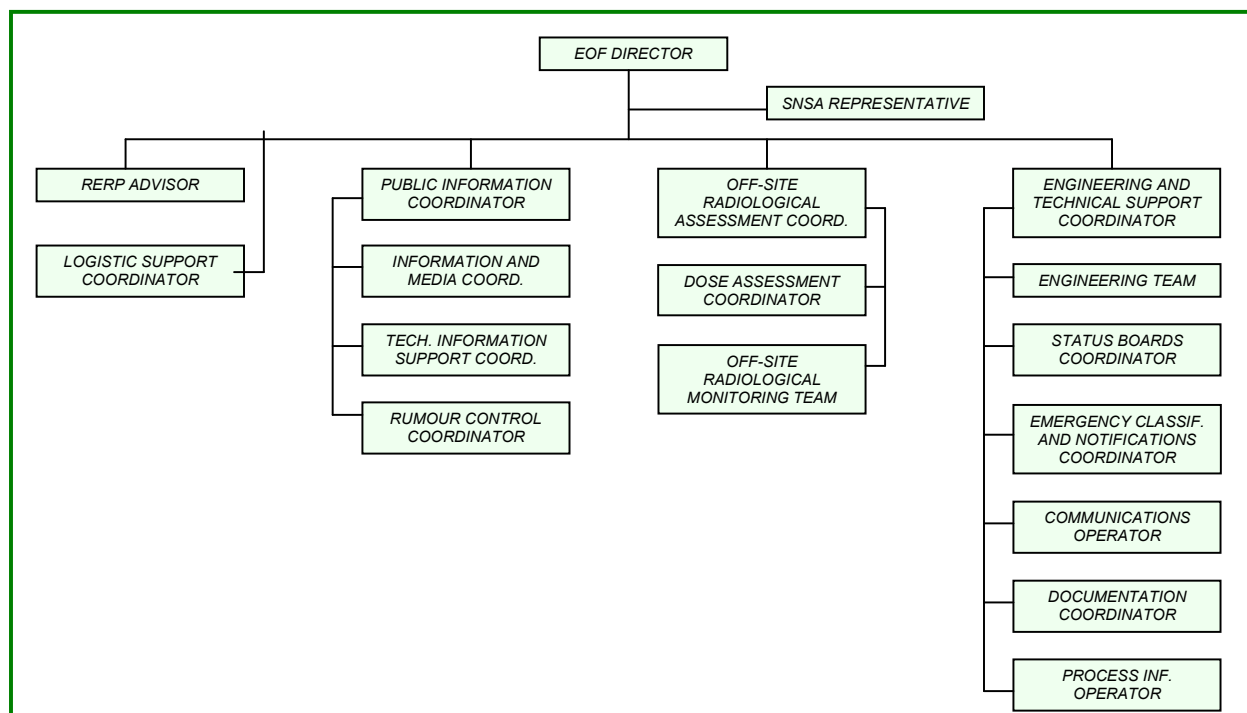 EOF DIRECTOR
SNSA REPRESENTATIVE
RERP ADVISOR
LOGISTIC SUPPORT
COORDINATOR
PUBLIC INFORMATION
COORDINATOR
INFORMATION AND
MEDIA COORD.
TECH. INFORMATION
SUPPORT COORD.
RUMOUR CONTROL
COORDINATOR
OFF-SITE
RADIOLOGICAL
ASSESSMENT COORD.
DOSE ASSESSMENT
COORDINATOR
OFF-SITE
RADIOLOGICAL
MONITORING TEAM
ENGINEERING AND
TECHNICAL SUPPORT
COORDINATOR
ENGINEERING TEAM
STATUS BOARDS
COORDINATOR
EMERGENCY CLASSIF.
AND NOTIFICATIONS
COORDINATOR
COMMUNICATIONS
OPERATOR
DOCUMENTATION
COORDINATOR
PROCESS INF.
OPERATOR